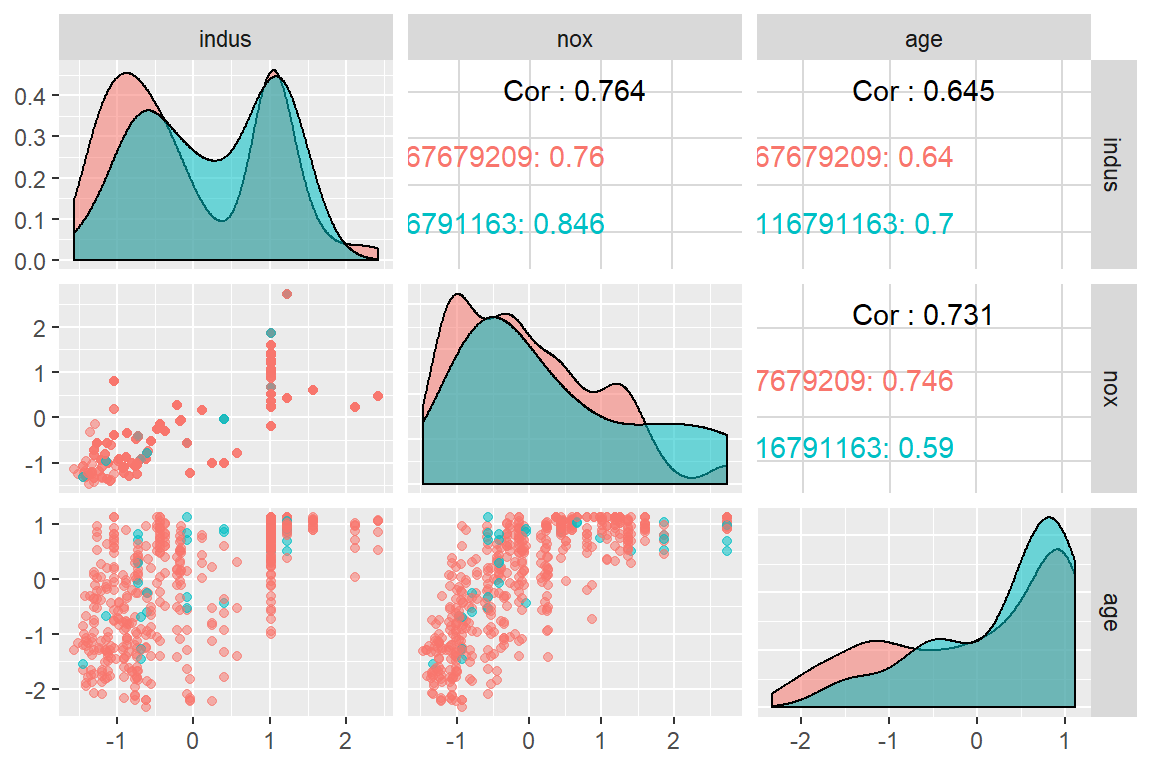 indus nox age
0.4
0.3
0.2
0.1
0.0
Cor : 0.764
67679209: 0.76
6791163: 0.846
Cor : 0.645
67679209: 0.64
116791163: 0.7
indus
2
1
0
-1
Cor : 0.731
7679209: 0.746
16791163: 0.59
nox
1
0
-1
-2
age
-1 0 1 2
-1 0 1 2
-2 -1 0 1